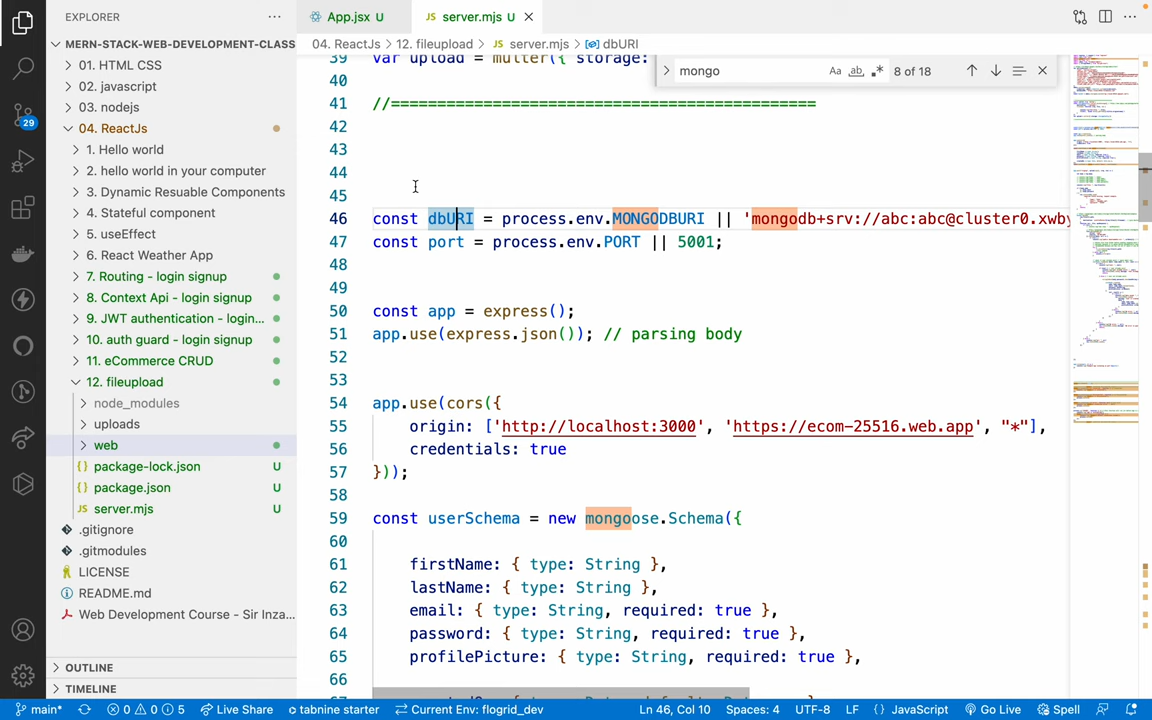 EXPLORER
MERN-STACK-WEB-DEVELOPMENT-CLASS
01. HTML CSS
02. javascript
03. nodejs
04. ReactJs
1. Hello world
2. hello world in your computer
3. Dynamic Resuable Components
4. Stateful component
5. useEffect
6. React Weather App
7. Routing - login signup
8. Context Api - login signup
9. JWT authentication - login...
10. auth guard - login signup
11. eCommerce CRUD
12. fileupload
node_modules
uploads
web
package-lock.json U
package.json U
JS server.mjs U
.gitignore
.gitmodules
LICENSE
README.md
Web Development Course - Sir Inza...
OUTLINE
TIMELINE
29
App.jsx U
JS server.mjs U
04. ReactJs > 12. fileupload > JS server.mjs > dbURI
mongo Aa ab 8 of 18
39 var upload = multer({ storage:
40
41 //==============================================
42
43
44
45
46 const dbURI = process.env.MONGODBURI || 'mongodb+srv://abc:abc@cluster0.xwby
47 const port = process.env.PORT || 5001;
48
49
50 const app = express();
51 app.use(express.json()); // parsing body
52
53
54 app.use(cors({
55 origin: ['http://localhost:3000', 'https://ecom-25516.web.app', "*"],
56 credentials: true
57 }));
58
59 const userSchema = new mongoose.Schema({
60
61 firstName: { type: String },
62 lastName: { type: String },
63 email: { type: String, required: true },
64 password: { type: String, required: true },
65 profilePicture: { type: String, required: true },
66
main* 0 0 5 Live Share tabnine starter Current Env: flogrid_dev Ln 46, Col 10 Spaces: 4 UTF-8 LF {} JavaScript Go Live Spell